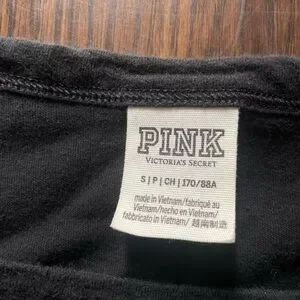 PINK
VICTORIA'S SECRET
S | P | CH | 170/88A
made in Vietnam/fabriqué au
Vietnam/hecho en Vietnam/
fabbricato in Vietnam/ 越南制造